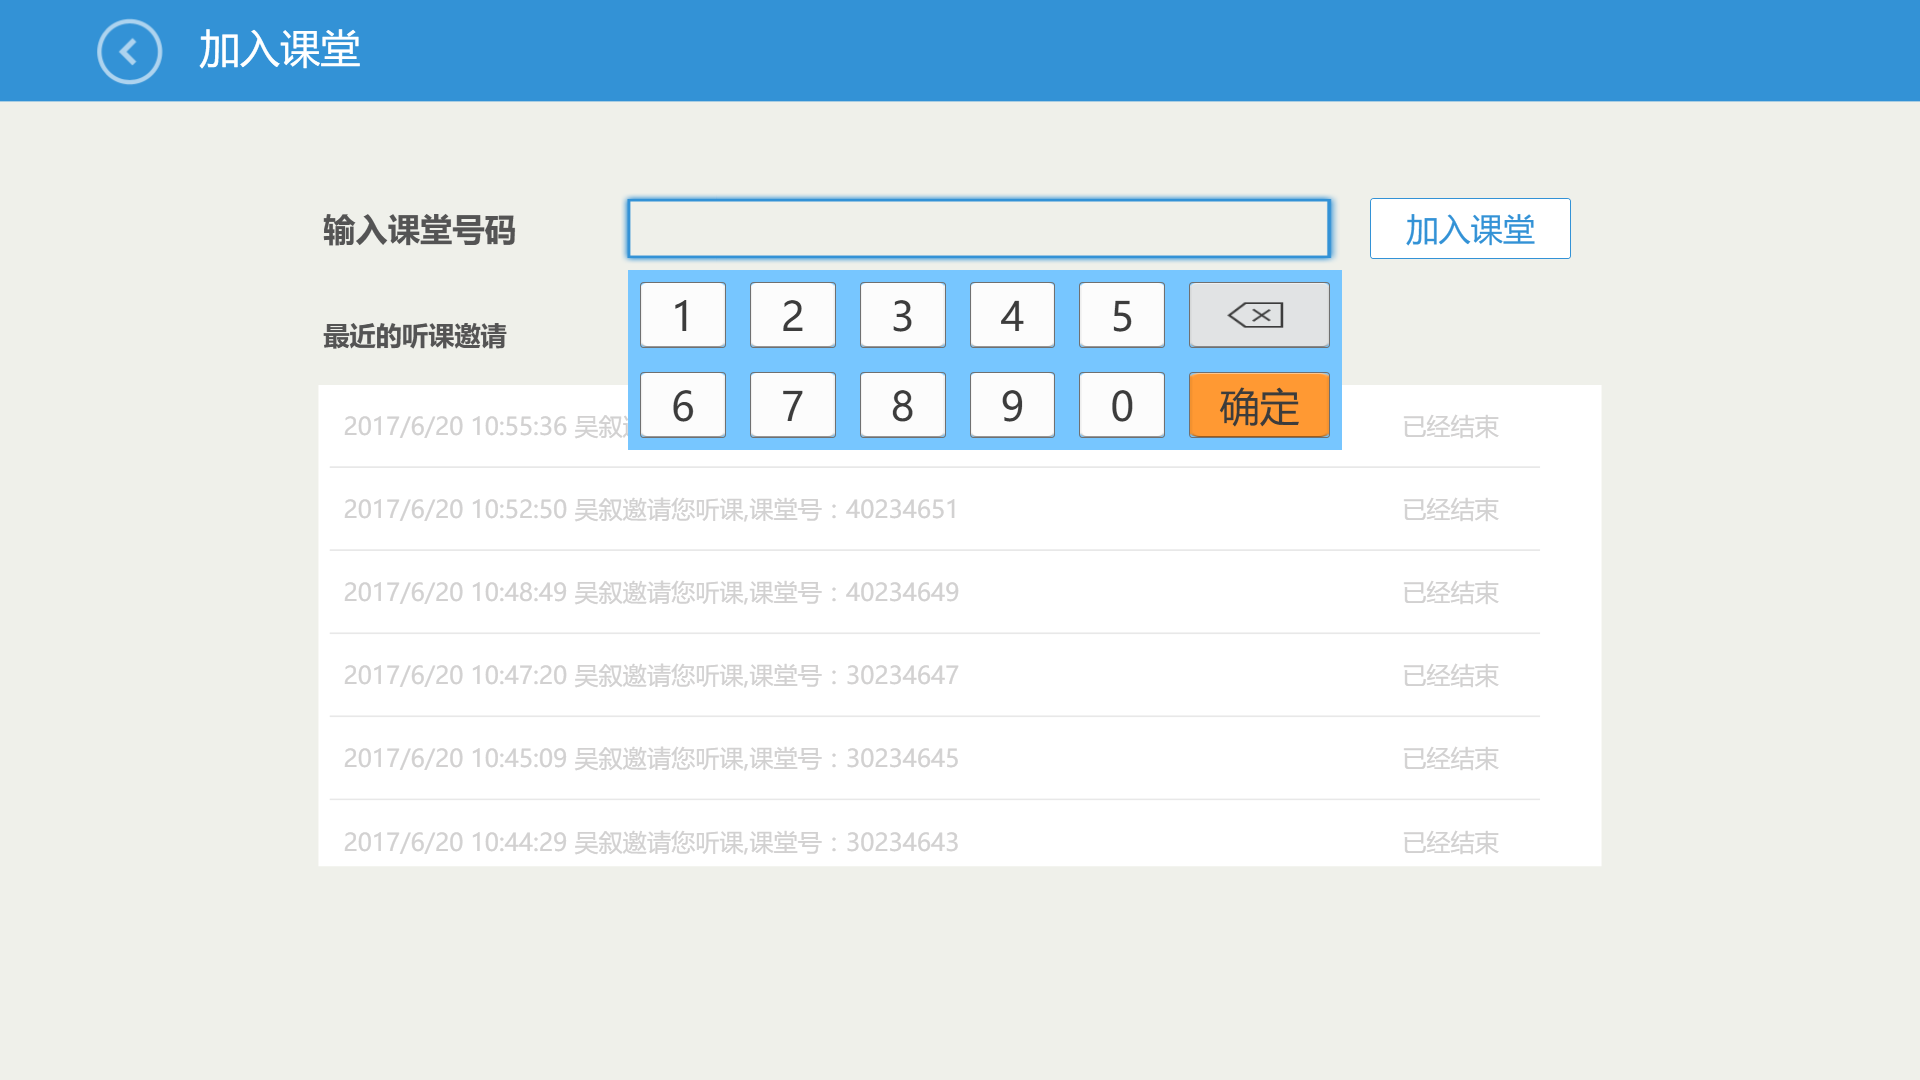 加入课堂
输入课堂号码
加入课堂
1 2 3 4 5
最近的听课邀请
6 7 8 9 0 确定
2017/6/20 10:55:36 吴叙 已经结束
2017/6/20 10:52:50 吴叙邀请您听课,课堂号：40234651 已经结束
2017/6/20 10:48:49 吴叙邀请您听课,课堂号：40234649 已经结束
2017/6/20 10:47:20 吴叙邀请您听课,课堂号：30234647 已经结束
2017/6/20 10:45:09 吴叙邀请您听课,课堂号：30234645 已经结束
2017/6/20 10:44:29 吴叙邀请您听课,课堂号：30234643 已经结束